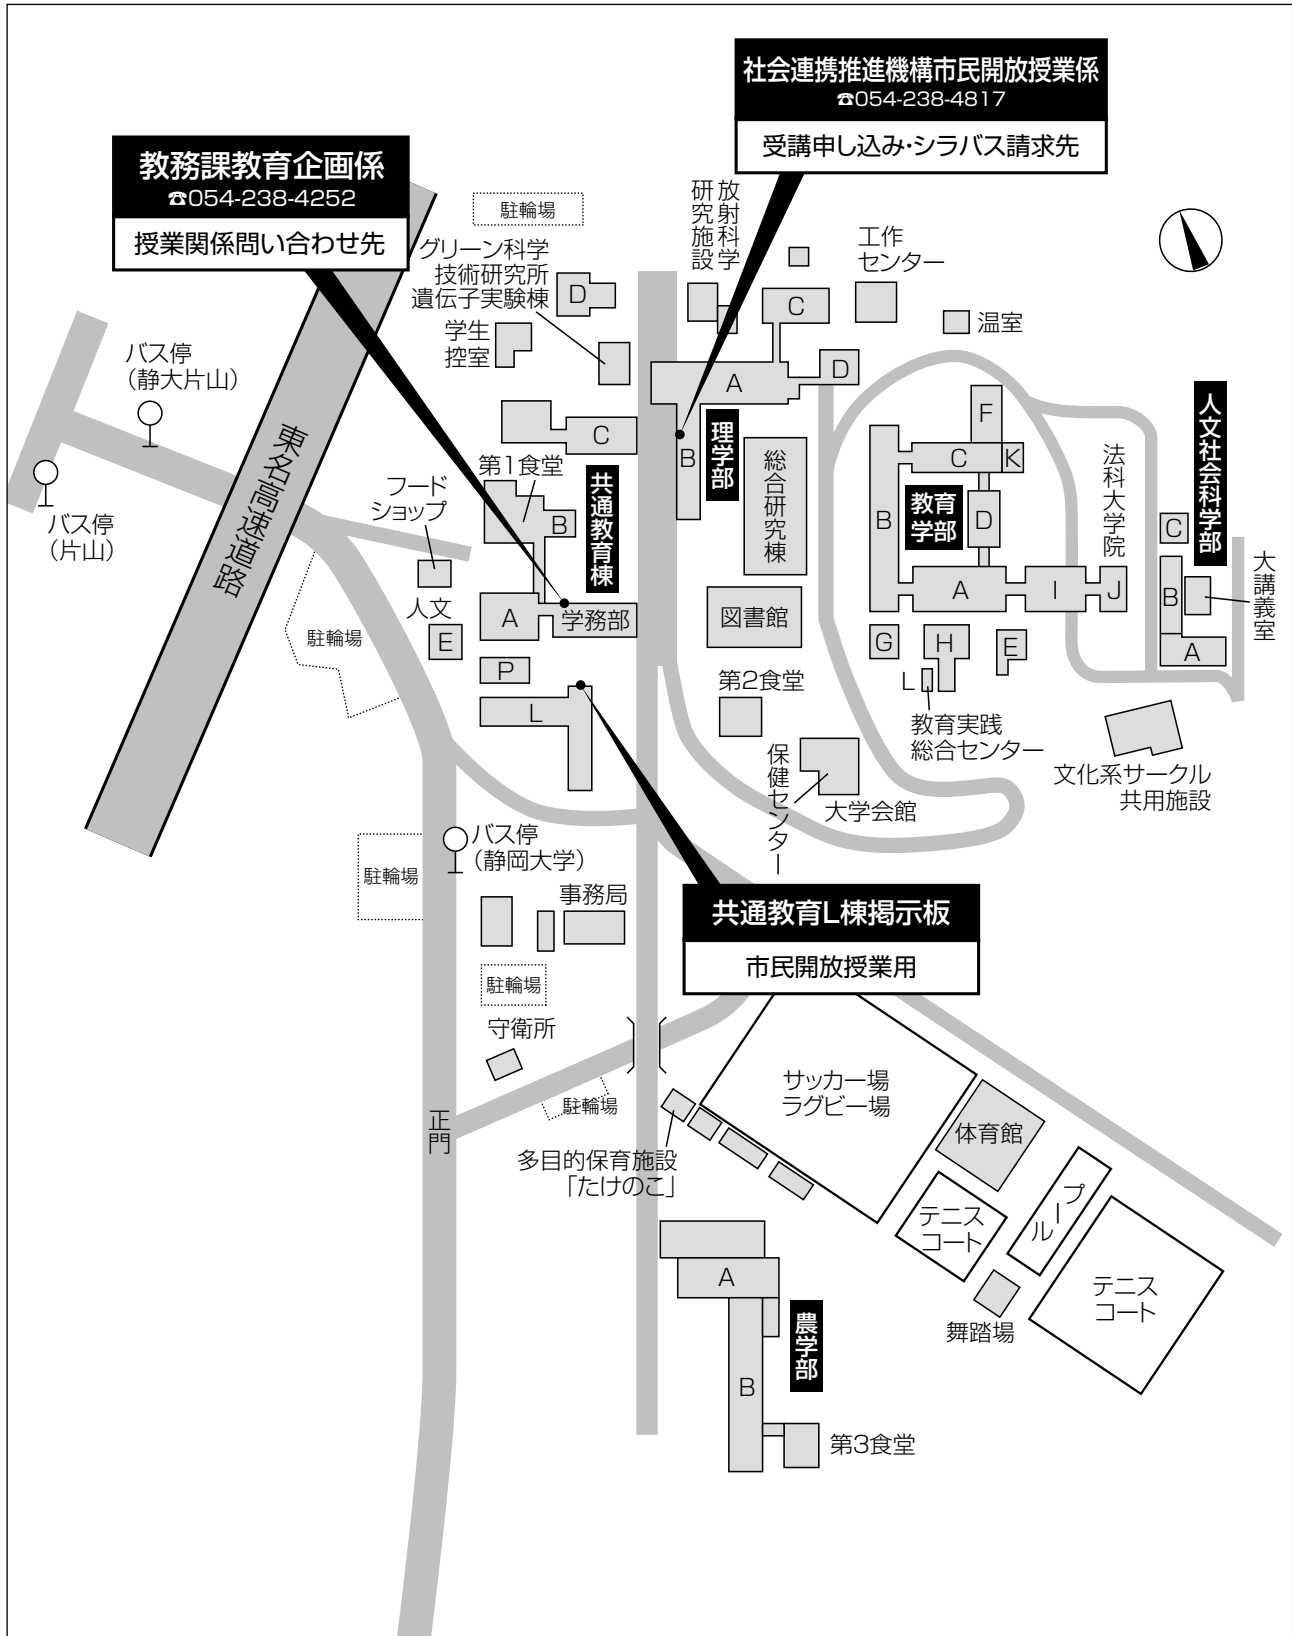 社会連携推進機構市民開放授業係
☎054-238-4817
受講申し込み・シラバス請求先
教務課教育企画係
☎054-238-4252
授業関係問い合わせ先
駐輪場
放射科学
研究施設
工作
センター
グリーン科学
技術研究所
遺伝子実験棟
D
C
学生
控室
温室
バス停
（静大片山）
A
D
人文社会科学部
F
理学部
C
B
C
K
法科大学院
東名高速道路
第1食堂
総合研究棟
フード
ショップ
共通教育棟
B
教育
学部
B
D
C
バス停
（片山）
大講義室
A
I
J
B
人文
A
学務部
図書館
E
駐輪場
G
H
E
A
P
L
第2食堂
L
教育実践
総合センター
保健センター
文化系サークル
共用施設
大学会館
バス停
（静岡大学）
駐輪場
事務局
共通教育L棟掲示板
市民開放授業用
駐輪場
守衛所
サッカー場
ラグビー場
駐輪場
正門
体育館
多目的保育施設
「たけのこ」
プール
テニス
コート
A
テニス
コート
農学部
舞踏場
B
第3食堂